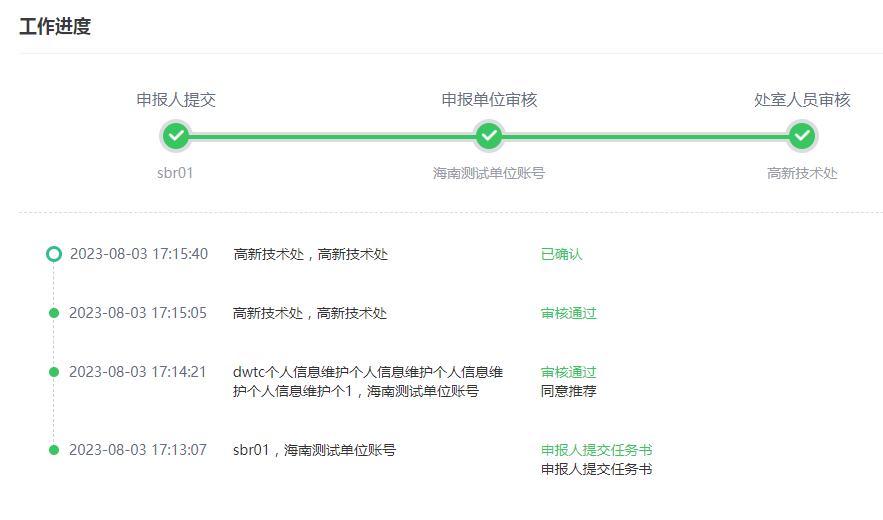 工作进度
申报人提交 申报单位审核 处室人员审核
sbr01 海南测试单位账号 高新技术处
2023-08-03 17:15:40 高新技术处，高新技术处 已确认
2023-08-03 17:15:05 高新技术处，高新技术处 审核通过
2023-08-03 17:14:21 dwtc个人信息维护个人信息维护个人信息维 审核通过
护个人信息维护个1，海南测试单位账号 同意推荐
2023-08-03 17:13:07 sbr01，海南测试单位账号 申报人提交任务书
申报人提交任务书